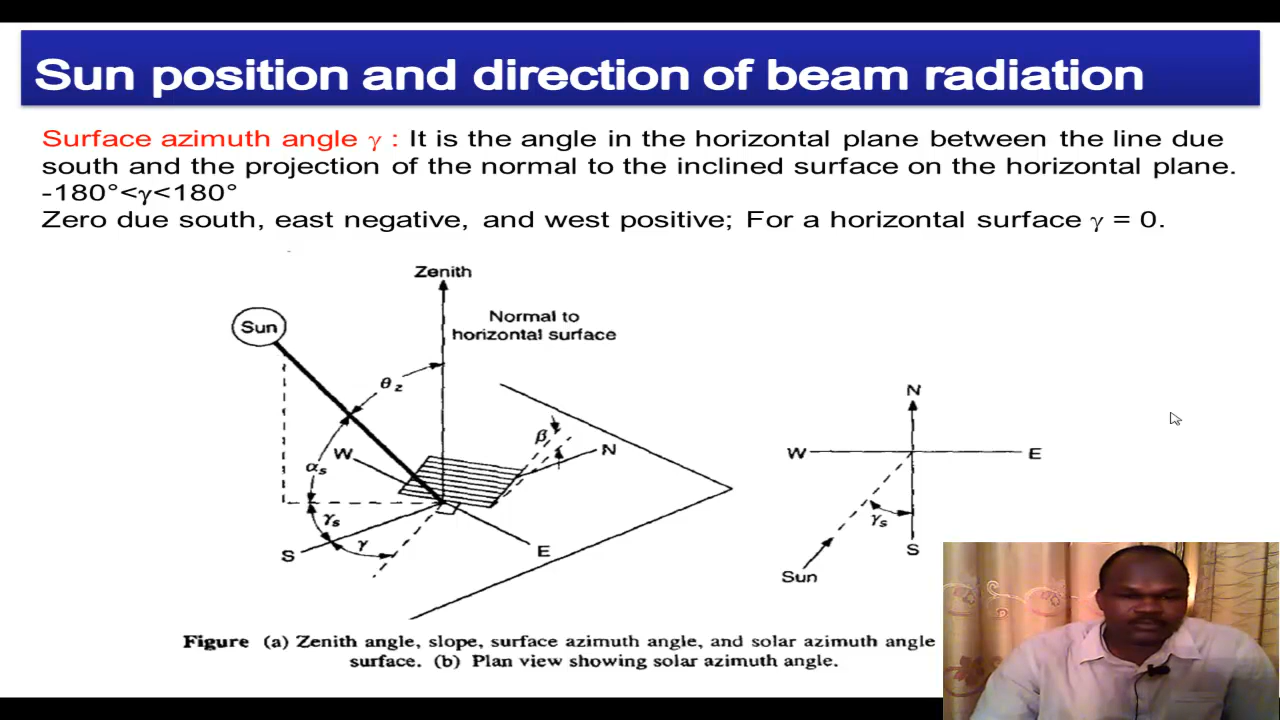 Sun position and direction of beam radiation
Surface azimuth angle γ : It is the angle in the horizontal plane between the line due
south and the projection of the normal to the inclined surface on the horizontal plane.
-180°<γ<180°
Zero due south, east negative, and west positive; For a horizontal surface γ = 0.
Zenith
Sun
Normal to
horizontal surface
θz
β
W
N
αs
γs
γ
S
E
N
W
E
γs
S
Sun
Figure (a) Zenith angle, slope, surface azimuth angle, and solar azimuth angle
surface. (b) Plan view showing solar azimuth angle.